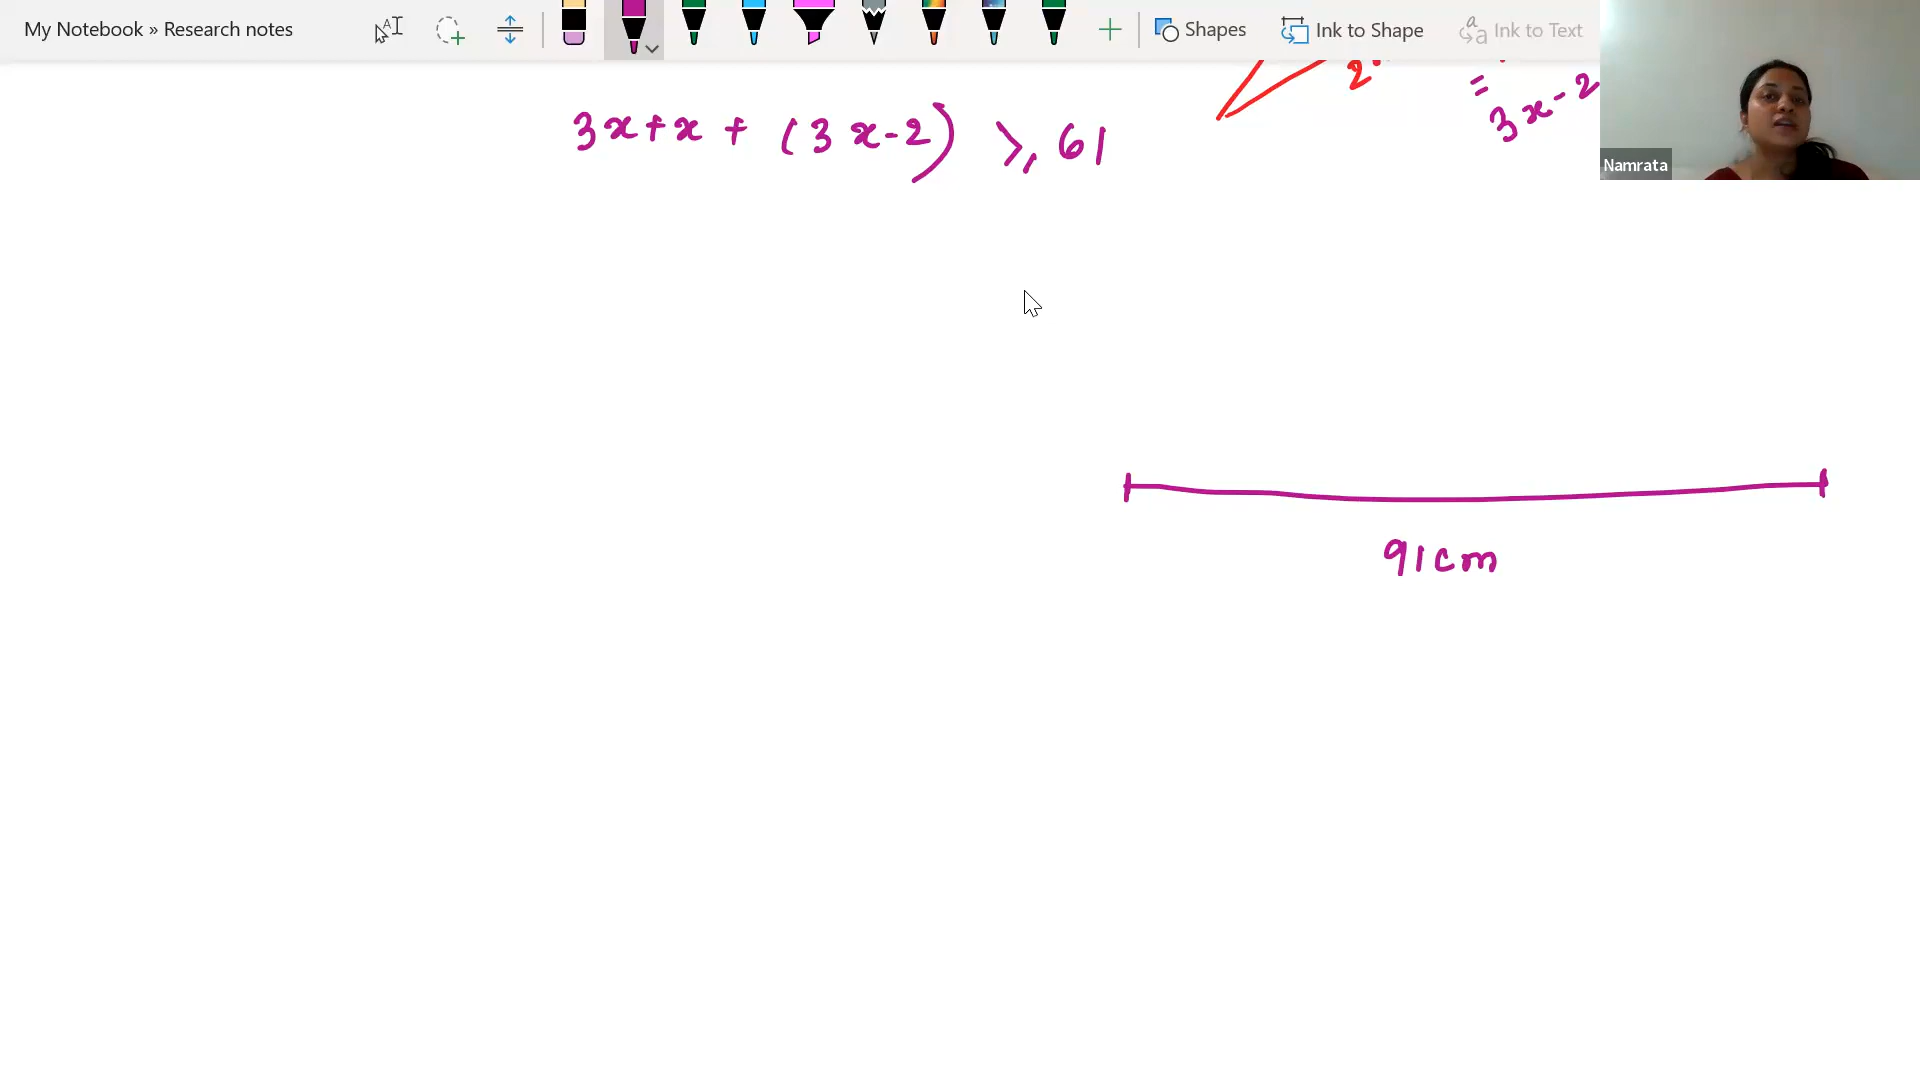 My Notebook » Research notes
Shapes
Ink to Shape
Ink to Text
=
3x-2
3x+x + (3x-2) ⩾ 61
Namrata
91cm